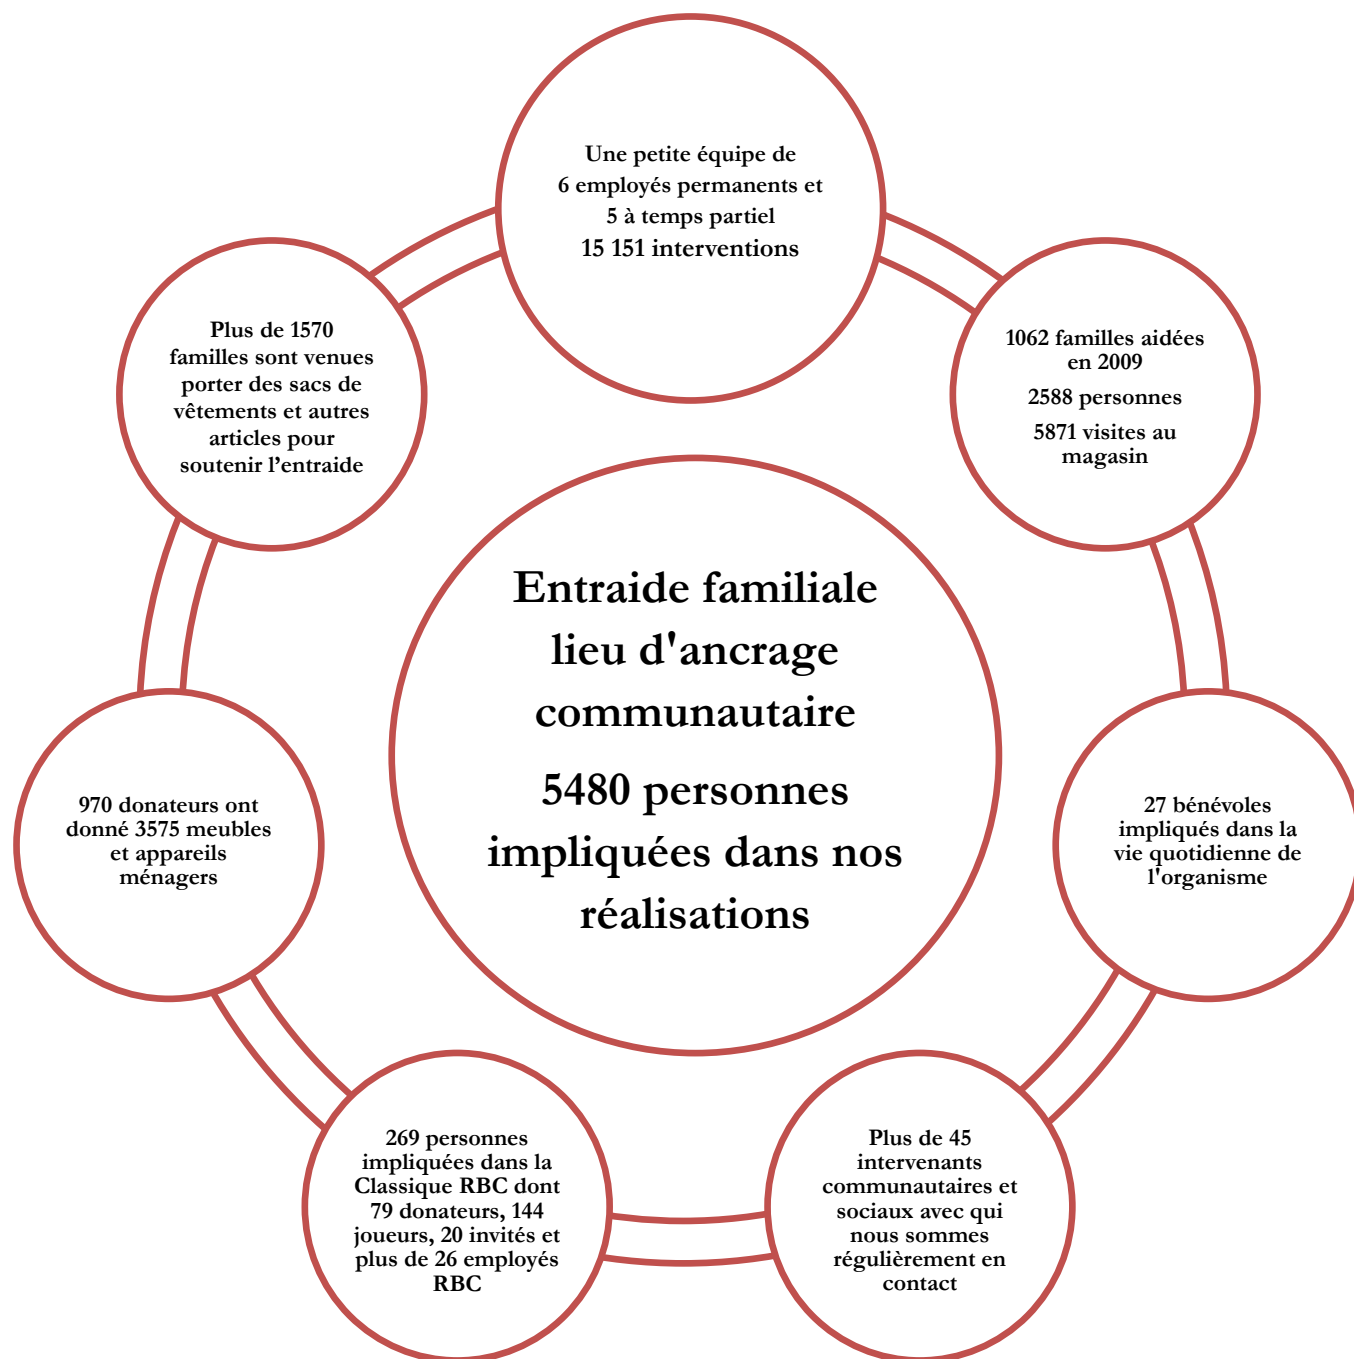 Une petite équipe de
6 employés permanents et
5 à temps partiel
15 151 interventions
1062 familles aidées
en 2009
2588 personnes
5871 visites au
magasin
27 bénévoles
impliqués dans la
vie quotidienne de
l'organisme
Plus de 45
intervenants
communautaires et
sociaux avec qui
nous sommes
régulièrement en
contact
269 personnes
impliquées dans la
Classique RBC dont
79 donateurs, 144
joueurs, 20 invités et
plus de 26 employés
RBC
970 donateurs ont
donné 3575 meubles
et appareils
ménagers
Plus de 1570
familles sont venues
porter des sacs de
vêtements et autres
articles pour
soutenir l’entraide
Entraide familiale
lieu d'ancrage
communautaire
5480 personnes
impliquées dans nos
réalisations